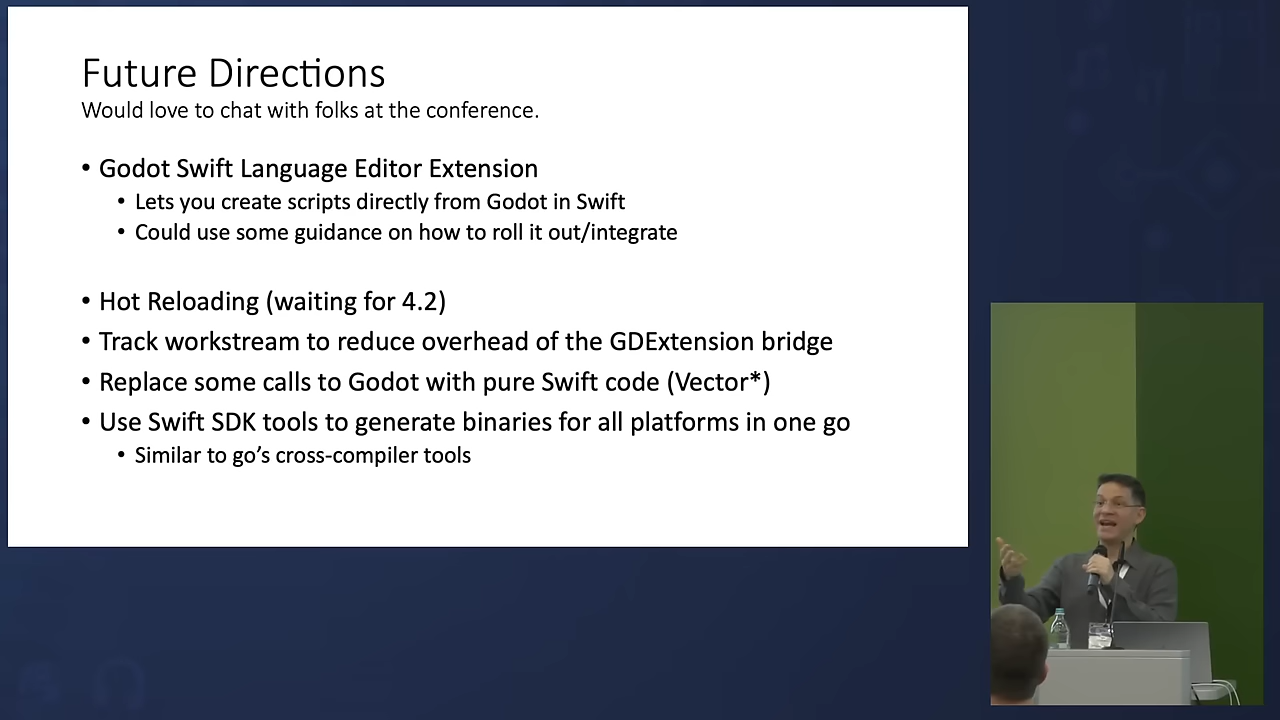 Future Directions
Would love to chat with folks at the conference.
• Godot Swift Language Editor Extension
• Lets you create scripts directly from Godot in Swift
• Could use some guidance on how to roll it out/integrate
• Hot Reloading (waiting for 4.2)
• Track workstream to reduce overhead of the GDExtension bridge
• Replace some calls to Godot with pure Swift code (Vector*)
• Use Swift SDK tools to generate binaries for all platforms in one go
• Similar to go's cross-compiler tools